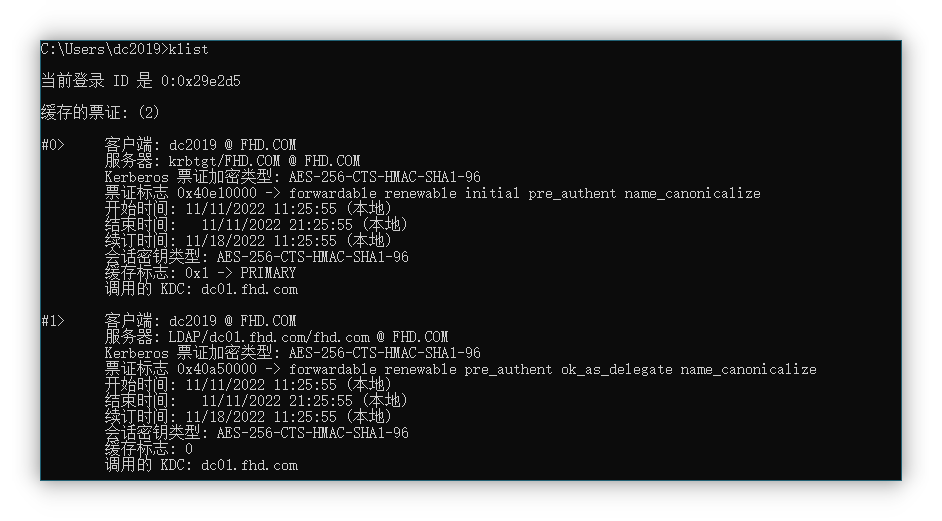 C:\Users\dc2019>klist
当前登录 ID 是 0:0x29e2d5
缓存的票证: (2)
#0> 客户端: dc2019 @ FHD.COM
服务器: krbtgt/FHD.COM @ FHD.COM
Kerberos 票证加密类型: AES-256-CTS-HMAC-SHA1-96
票证标志 0x40e10000 -> forwardable renewable initial pre_authent name_canonicalize
开始时间: 11/11/2022 11:25:55 (本地)
结束时间: 11/11/2022 21:25:55 (本地)
续订时间: 11/18/2022 11:25:55 (本地)
会话密钥类型: AES-256-CTS-HMAC-SHA1-96
缓存标志: 0x1 -> PRIMARY
调用的 KDC: dc01.fhd.com
#1> 客户端: dc2019 @ FHD.COM
服务器: LDAP/dc01.fhd.com/fhd.com @ FHD.COM
Kerberos 票证加密类型: AES-256-CTS-HMAC-SHA1-96
票证标志 0x40a50000 -> forwardable renewable pre_authent ok_as_delegate name_canonicalize
开始时间: 11/11/2022 11:25:55 (本地)
结束时间: 11/11/2022 21:25:55 (本地)
续订时间: 11/18/2022 11:25:55 (本地)
会话密钥类型: AES-256-CTS-HMAC-SHA1-96
缓存标志: 0
调用的 KDC: dc01.fhd.com